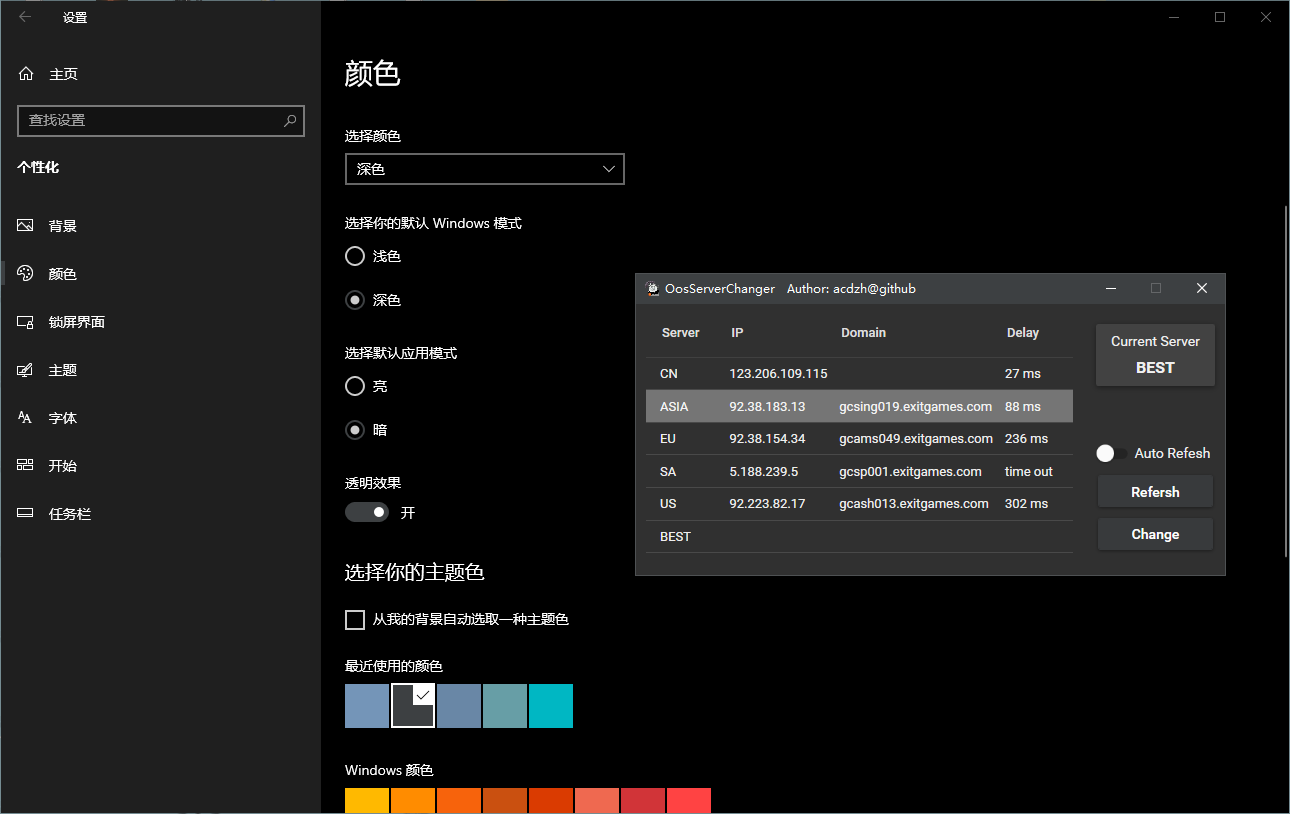 设置
主页
查找设置
个性化
背景
颜色
锁屏界面
主题
字体
开始
任务栏
颜色
选择颜色
深色
选择你的默认 Windows 模式
浅色
深色
选择默认应用模式
亮
暗
透明效果
开
选择你的主题色
从我的背景自动选取一种主题色
最近使用的颜色
Windows 颜色
OosServerChanger Author: acdzh@github
Server IP Domain Delay
CN 123.206.109.115 27 ms
ASIA 92.38.183.13 gcsing019.exitgames.com 88 ms
EU 92.38.154.34 gcams049.exitgames.com 236 ms
SA 5.188.239.5 gcsp001.exitgames.com time out
US 92.223.82.17 gcash013.exitgames.com 302 ms
BEST
Current Server
BEST
Auto Refesh
Refersh
Change